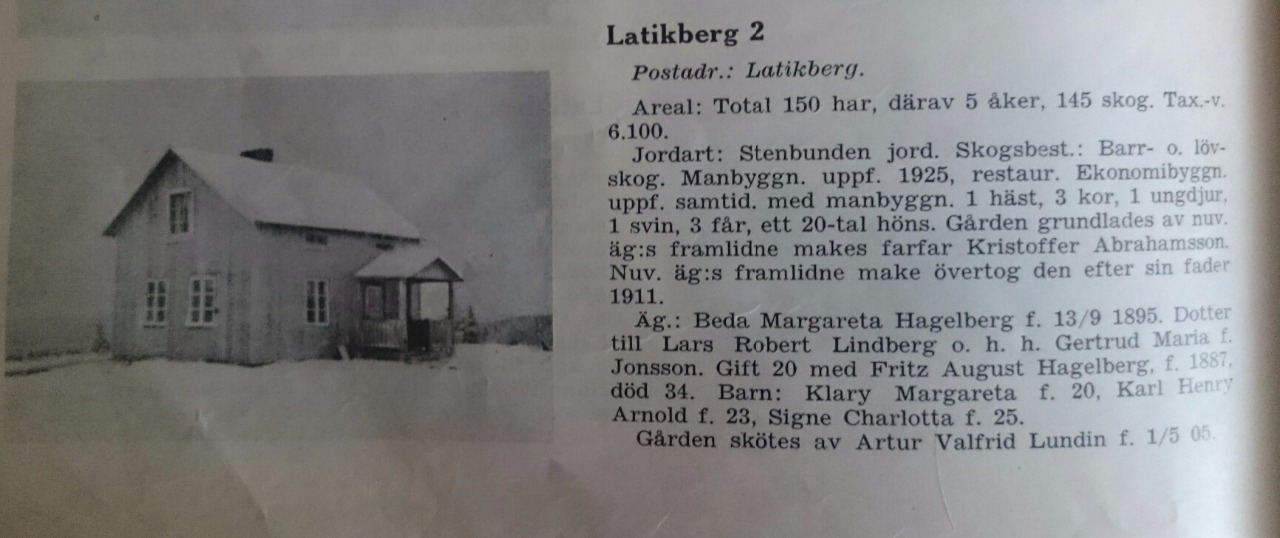 Latikberg 2
Postadr.: Latikberg.
Areal: Total 150 har, därav 5 åker, 145 skog. Tax.-v.
6.100.
Jordart: Stenbunden jord. Skogsbest.: Barr- o. löv-
skog. Manbyggn. uppf. 1925, restaur. Ekonomibyggn.
uppf. samtid. med manbyggn. 1 häst, 3 kor, 1 ungdjur,
1 svin, 3 får, ett 20-tal höns. Gården grundlades av nuv.
äg:s framlidne makes farfar Kristoffer Abrahamsson.
Nuv. äg:s framlidne make övertog den efter sin fader
1911.
Äg.: Beda Margareta Hagelberg f. 13/9 1895. Dotter
till Lars Robert Lindberg o. h. h. Gertrud Maria f.
Jonsson. Gift 20 med Fritz August Hagelberg, f. 1887,
död 34. Barn: Klary Margareta f. 20, Karl Henry
Arnold f. 23, Signe Charlotta f. 25.
Gården skötes av Artur Valfrid Lundin f. 1/5 05.